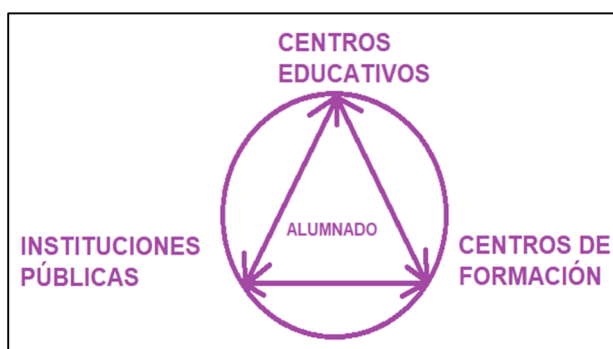 CENTROS
EDUCATIVOS
ALUMNADO
INSTITUCIONES
PÚBLICAS
CENTROS DE
FORMACIÓN